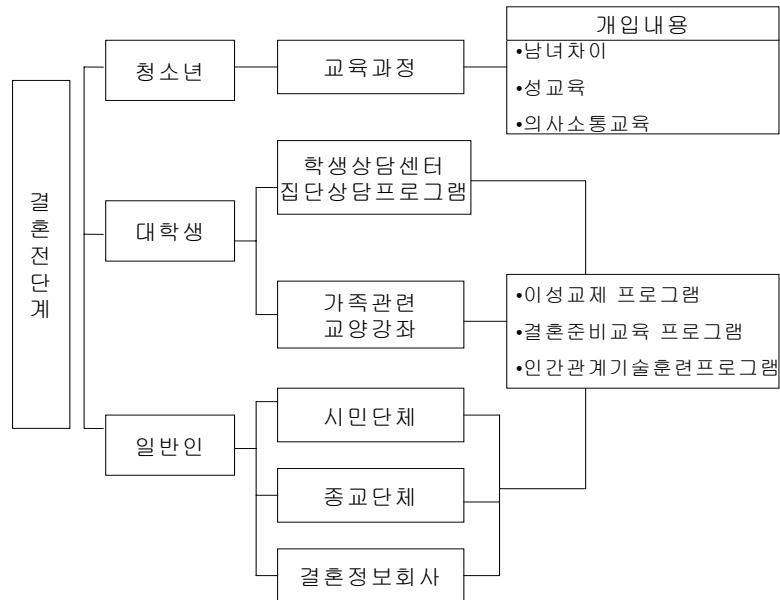 개입내용
•남녀차이
•성교육
•의사소통교육
청소년
교육과정
결
혼
전
단
계
대학생
학생상담센터
집단상담프로그램
가족관련
교양강좌
•이성교제 프로그램
•결혼준비교육 프로그램
•인간관계기술훈련프로그램
일반인
시민단체
종교단체
결혼정보회사